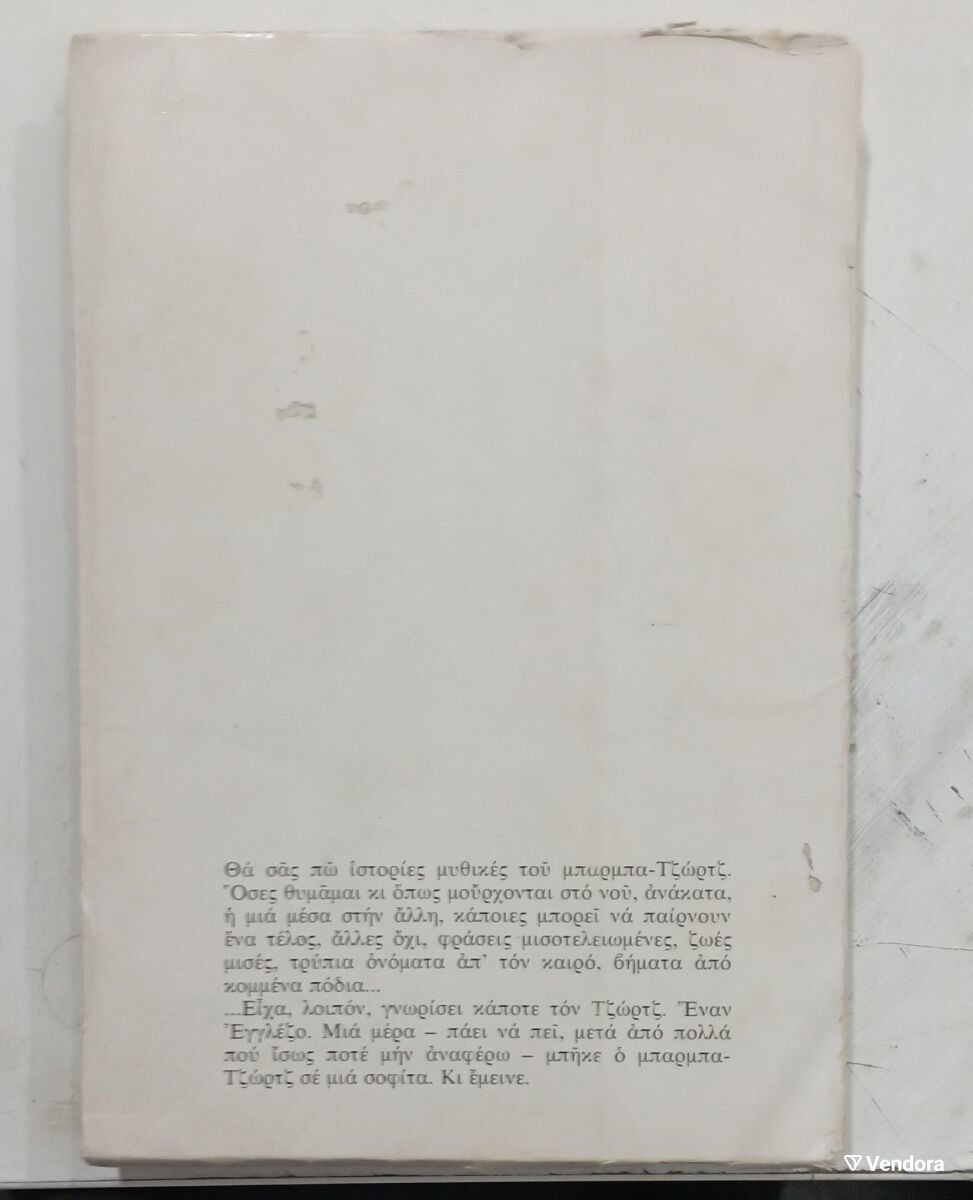 Θά σᾶς πῶ ἱστορίες μυθικές τοῦ μπαρμπα-Τζώρτζ.
Ὅσες θυμᾶμαι κι ὅπως μοὔρχονται στό νοῦ, ἀνάκατα,
ἡ μιά μέσα στήν ἄλλη, κάποιες μπορεῖ νά παίρνουν
ἕνα τέλος, ἄλλες ὄχι, φράσεις μισοτελειωμένες, ζωές
μισές, τρύπια ὀνόματα ἀπ' τόν καιρό, βήματα ἀπό
κομμένα πόδια...
...Εἶχα, λοιπόν, γνωρίσει κάποτε τόν Τζώρτζ. Ἕναν
Ἐγγλέζο. Μιά μέρα – πάει νά πεῖ, μετά ἀπό πολλά
πού ἴσως ποτέ μήν ἀναφέρω – μπῆκε ὁ μπαρμπα-
Τζώρτζ σέ μιά σοφίτα. Κι ἔμεινε.
Vendora